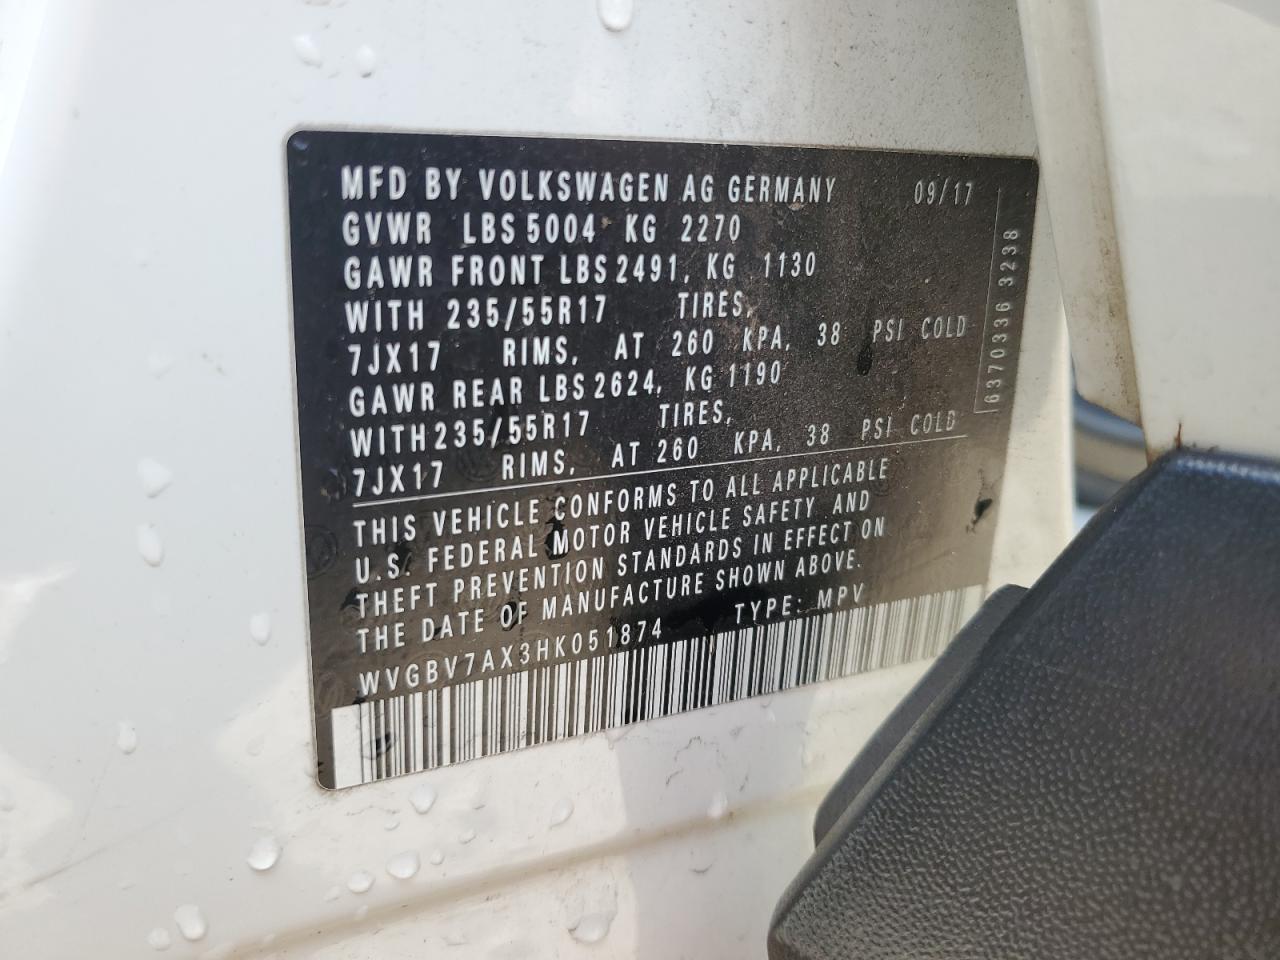 MFD BY VOLKSWAGEN AG GERMANY 09/17
GVWR LBS 5004 KG 2270
GAWR FRONT LBS 2491, KG 1130
WITH 235/55R17 TIRES,
7JX17 RIMS, AT 260 KPA, 38 PSI COLD
GAWR REAR LBS 2624, KG 1190
WITH 235/55R17 TIRES,
7JX17 RIMS, AT 260 KPA, 38 PSI COLD
THIS VEHICLE CONFORMS TO ALL APPLICABLE
U.S. FEDERAL MOTOR VEHICLE SAFETY AND
THEFT PREVENTION STANDARDS IN EFFECT ON
THE DATE OF MANUFACTURE SHOWN ABOVE.
WVGBV7AX3HK051874 TYPE: MPV
6370336 3238